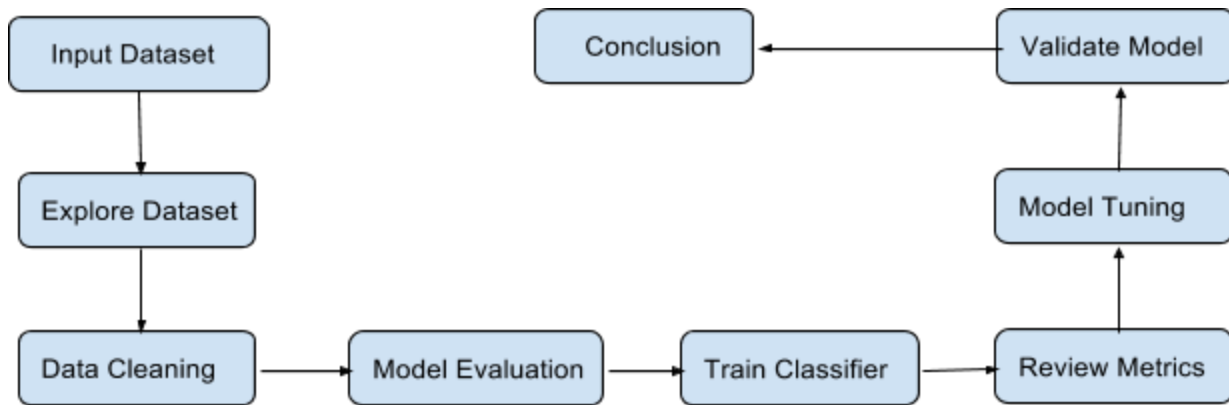 Input Dataset
Explore Dataset
Data Cleaning
Model Evaluation
Train Classifier
Review Metrics
Model Tuning
Validate Model
Conclusion